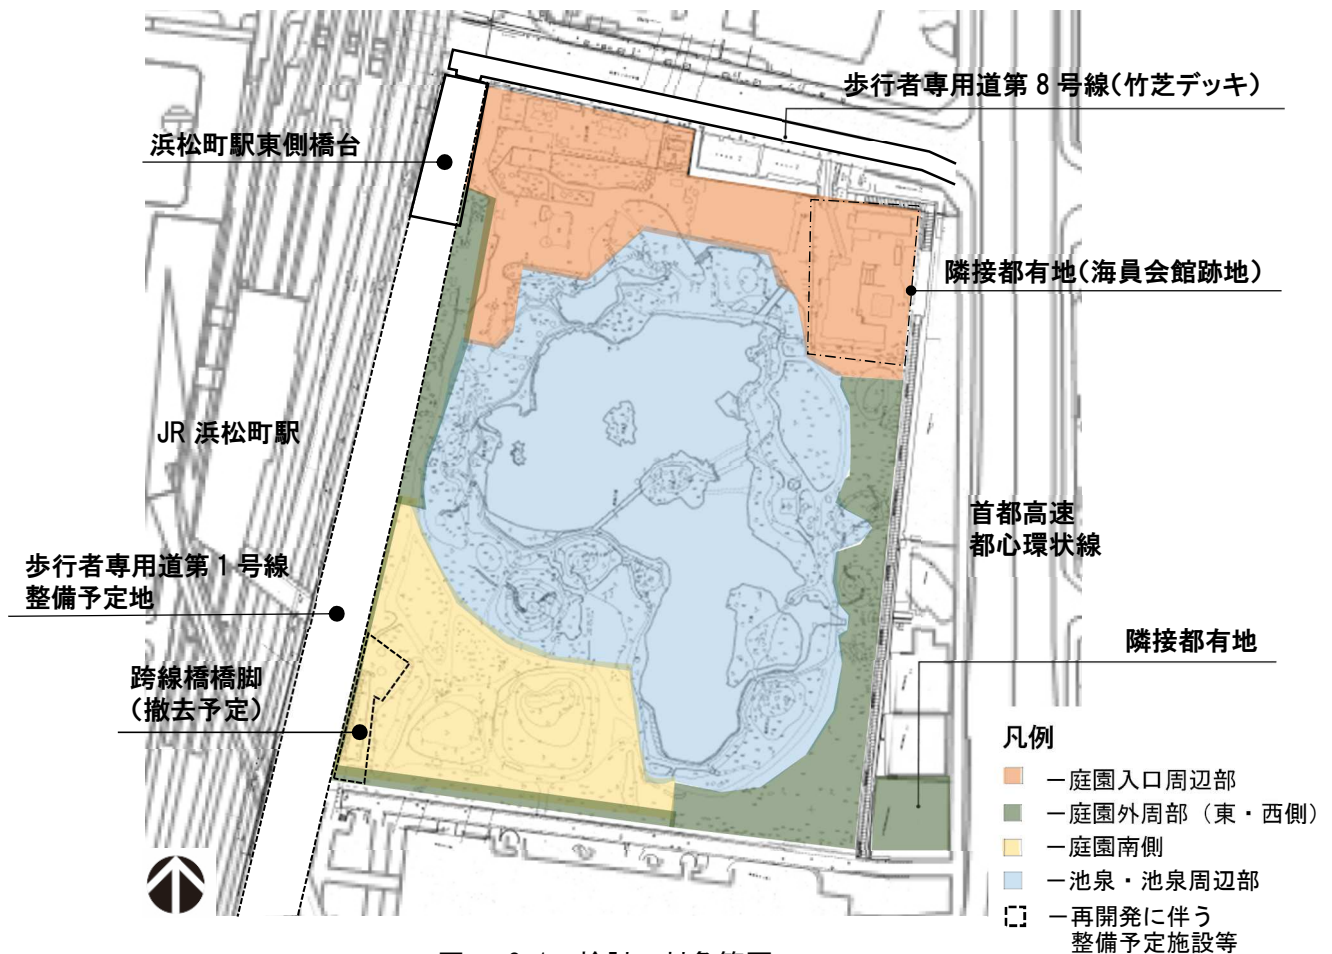 歩行者専用道第８号線(竹芝デッキ)
浜松町駅東側橋台
隣接都有地(海員会館跡地)
JR 浜松町駅
首都高速
都心環状線
歩行者専用道第１号線
整備予定地
隣接都有地
跨線橋橋脚
(撤去予定)
凡例
－庭園入口周辺部
－庭園外周部（東・西側）
－庭園南側
－池泉・池泉周辺部
－再開発に伴う
整備予定施設等